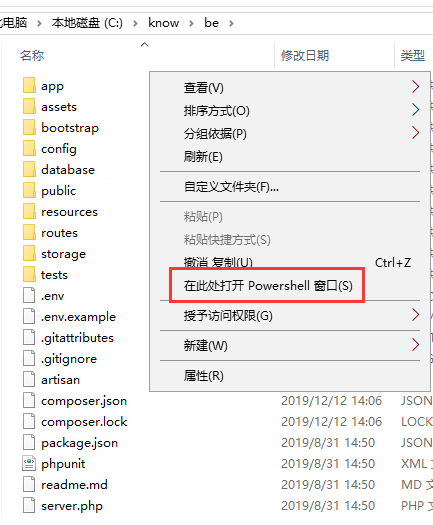 电脑 › 本地磁盘 (C:) › know › be ›
名称 修改日期 类型
app 查看(V)
assets 排序方式(O)
bootstrap 分组依据(P)
config 刷新(E)
database
public 自定义文件夹(F)...
resources 粘贴(P)
routes 粘贴快捷方式(S)
storage 撤消 复制(U) Ctrl+Z
tests 在此处打开 Powershell 窗口(S)
.env
.env.example 授予访问权限(G)
.gitattributes
.gitignore 新建(W)
artisan 属性(R)
composer.json 2019/12/12 14:06 JSON
composer.lock 2019/12/12 14:06 LOCK
package.json 2019/8/31 14:50 JSON
phpunit 2019/8/31 14:50 XML
readme.md 2019/8/31 14:50 MD 文
server.php 2019/8/31 14:50 PHP 文